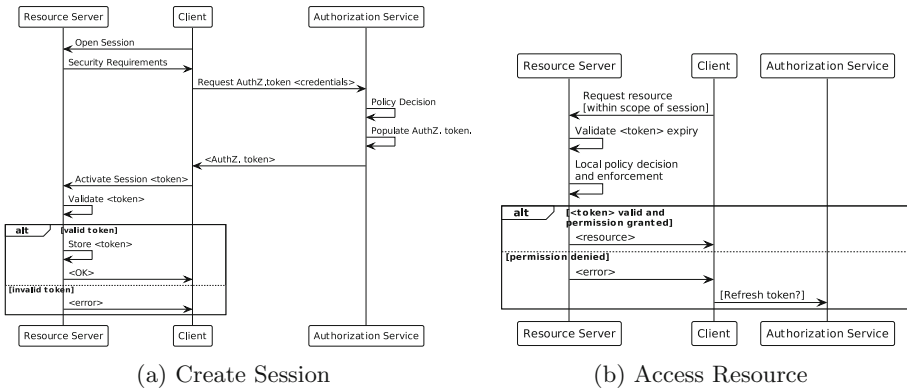 Resource Server
Client
Authorization Service
Open Session
Security Requirements
Request AuthZ,token <credentials>
Policy Decision
Populate AuthZ. token.
<AuthZ. token>
Activate Session <token>
Validate <token>
alt
[valid token]
Store <token>
<OK>
[invalid token]
<error>
Resource Server
Client
Authorization Service
(a) Create Session
Resource Server
Client
Authorization Service
Request resource
[within scope of session]
Validate <token> expiry
Local policy decision
and enforcement
alt
[<token> valid and
permission granted]
<resource>
[permission denied]
<error>
[Refresh token?]
Resource Server
Client
Authorization Service
(b) Access Resource